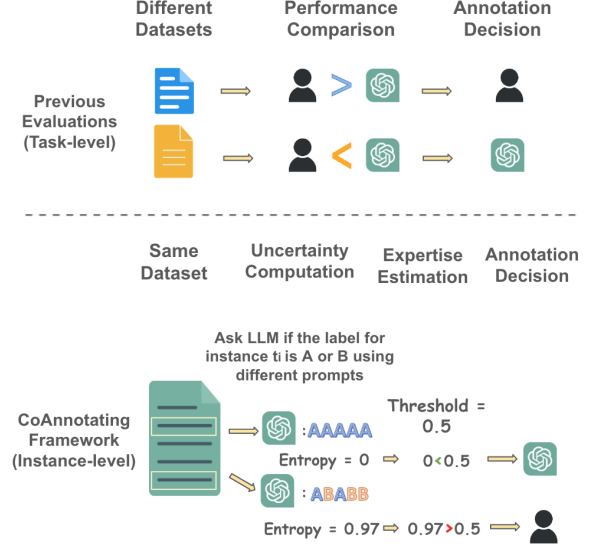 Different
Datasets
Performance
Comparison
Annotation
Decision
Previous
Evaluations
(Task-level)
>
<
Same
Dataset
Uncertainty
Computation
Expertise
Estimation
Annotation
Decision
Ask LLM if the label for
instance ti is A or B using
different prompts
CoAnnotating
Framework
(Instance-level)
Threshold =
0.5
: AAAAA
Entropy = 0
0<0.5
: ABABB
Entropy = 0.97
0.97>0.5